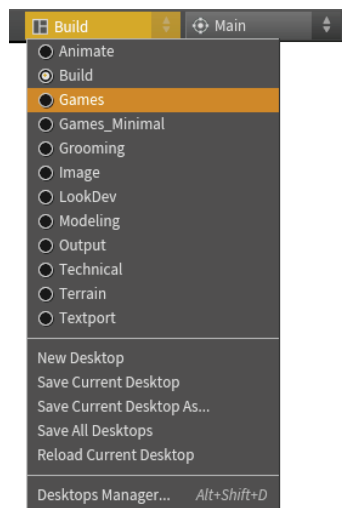 Build Main
Animate
Build
Games
Games_Minimal
Grooming
Image
LookDev
Modeling
Output
Technical
Terrain
Textport
New Desktop
Save Current Desktop
Save Current Desktop As...
Save All Desktops
Reload Current Desktop
Desktops Manager... Alt+Shift+D